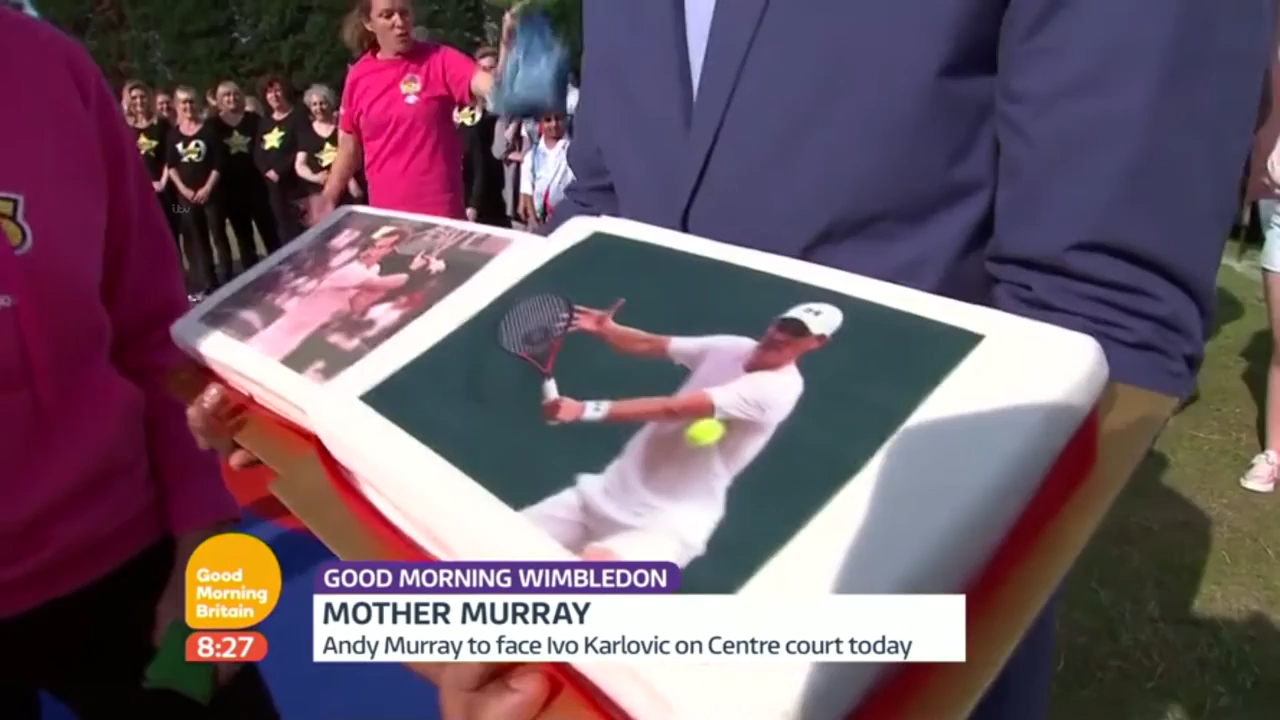 itv
Good
Morning
Britain
8:27
GOOD MORNING WIMBLEDON
MOTHER MURRAY
Andy Murray to face Ivo Karlovic on Centre court today